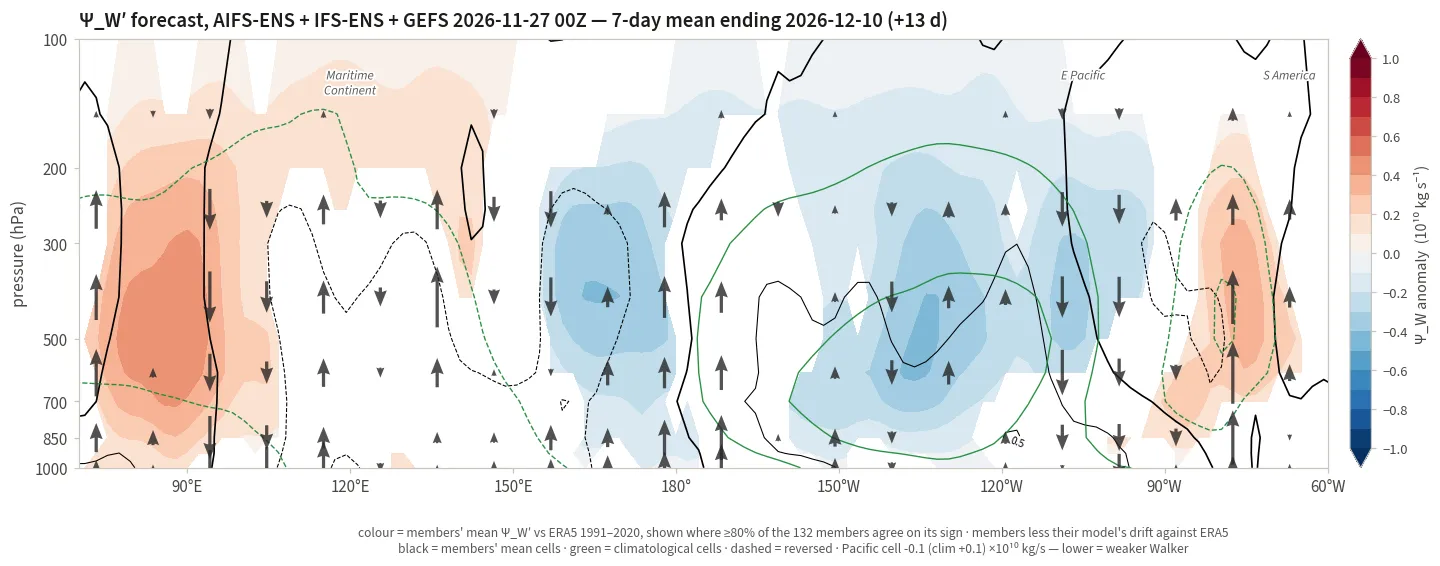 Ψ_W′ forecast, AIFS-ENS + IFS-ENS + GEFS 2026-11-27 00Z — 7-day mean ending 2026-12-10 (+13 d)
100
200
300
400
500
700
850
1000
pressure (hPa)
Maritime
Continent
E Pacific
S America
0.5
90°E
120°E
150°E
180°
150°W
120°W
90°W
60°W
1.0
0.8
0.6
0.4
0.2
0.0
−0.2
−0.4
−0.6
−0.8
−1.0
Ψ_W anomaly (10¹⁰ kg s⁻¹)
colour = members' mean Ψ_W′ vs ERA5 1991–2020, shown where ≥80% of the 132 members agree on its sign · members less their model's drift against ERA5
black = members' mean cells · green = climatological cells · dashed = reversed · Pacific cell -0.1 (clim +0.1) ×10¹⁰ kg/s — lower = weaker Walker